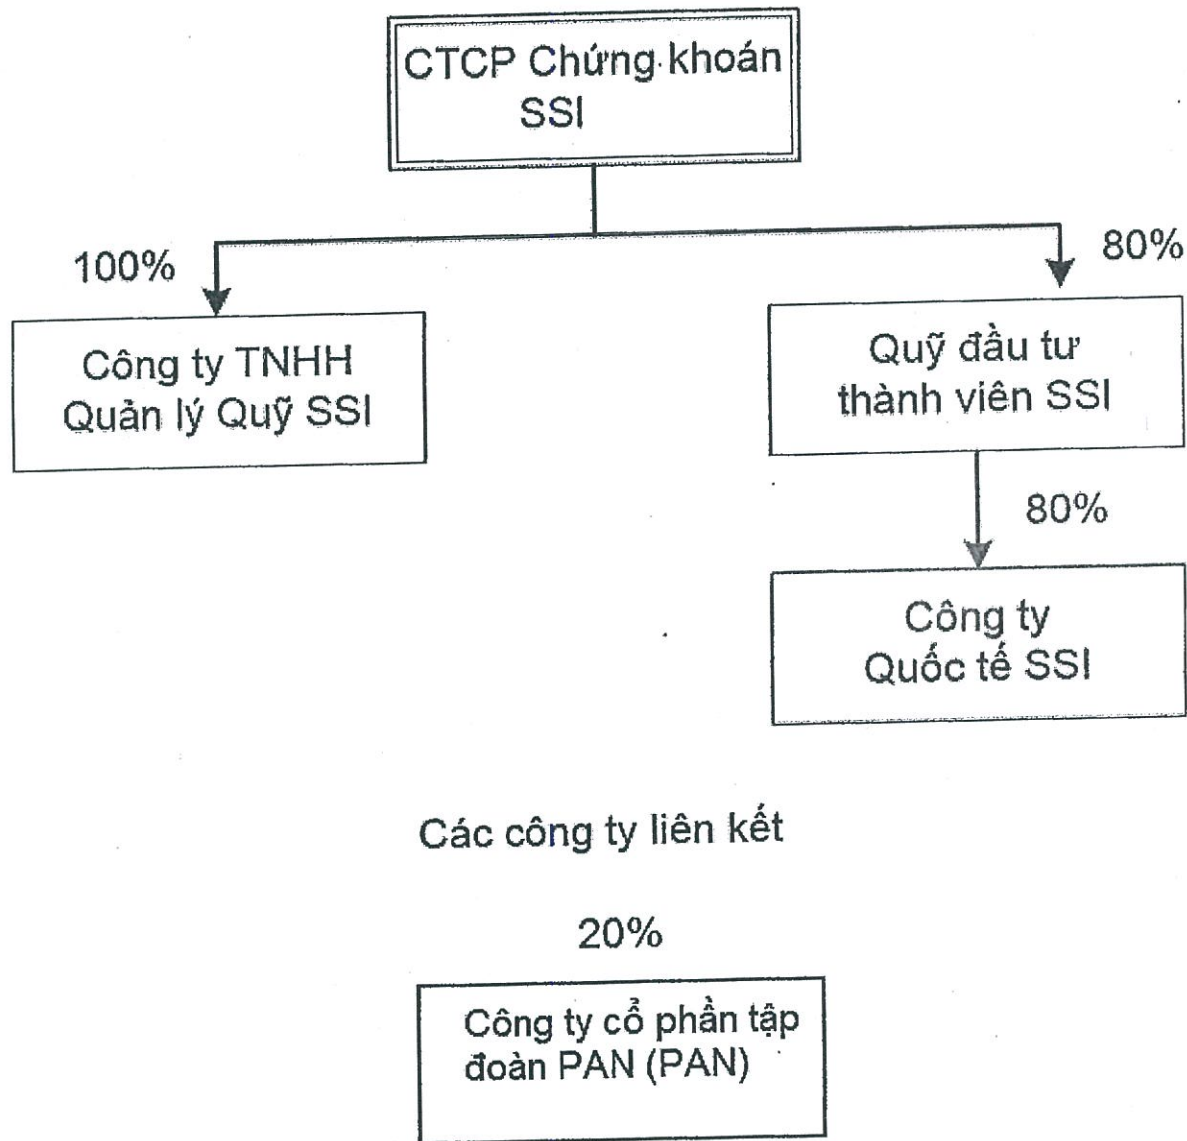 CTCP Chứng khoán
SSI
100%
80%
Công ty TNHH
Quản lý Quỹ SSI
Quỹ đầu tư
thành viên SSI
80%
Công ty
Quốc tế SSI
Các công ty liên kết
20%
Công ty cổ phần tập
đoàn PAN (PAN)